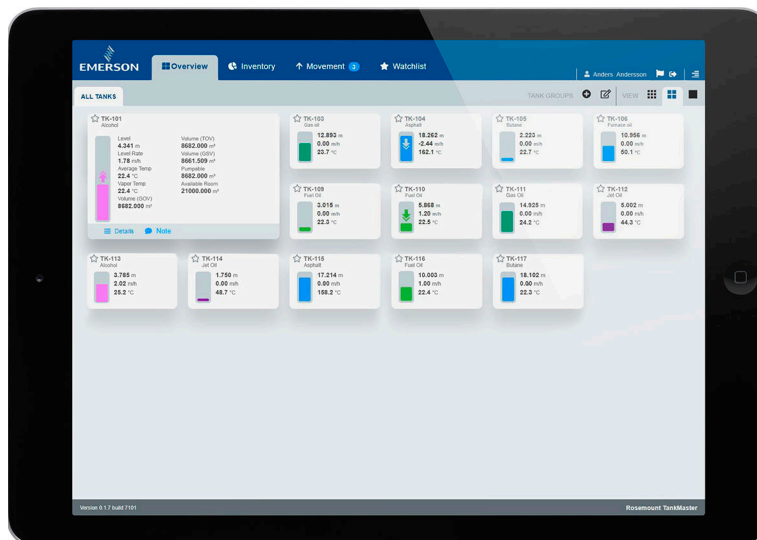 EMERSON
Overview
Inventory
Movement 3
Watchlist
Anders Andersson
ALL TANKS
TANK GROUPS
VIEW
TK-101
Alcohol
Level
4.341 m
Level Rate
1.78 m/h
Average Temp
22.4 °C
Vapor Temp
22.4 °C
Volume (GOV)
8682.000 m³
Volume (TOV)
8682.000 m³
Volume (GSV)
8661.509 m³
Pumpable
8682.000 m³
Available Room
21000.000 m³
Details
Note
TK-103
Gas oil
12.893 m
0.00 m/h
23.7 °C
TK-104
Asphalt
18.262 m
-2.44 m/h
162.1 °C
TK-105
Butane
2.223 m
0.00 m/h
22.7 °C
TK-106
Furnace oil
10.956 m
0.00 m/h
50.1 °C
TK-109
Fuel Oil
3.015 m
0.00 m/h
22.3 °C
TK-110
Fuel Oil
5.868 m
1.20 m/h
22.5 °C
TK-111
Gas Oil
14.925 m
0.00 m/h
24.2 °C
TK-112
Jet Oil
5.002 m
0.00 m/h
44.3 °C
TK-113
Alcohol
3.785 m
2.02 m/h
25.2 °C
TK-114
Jet Oil
1.750 m
0.00 m/h
48.7 °C
TK-115
Asphalt
17.214 m
0.00 m/h
158.2 °C
TK-116
Fuel Oil
10.003 m
1.00 m/h
22.4 °C
TK-117
Butane
18.102 m
0.00 m/h
22.3 °C
Version 0.1.7 build 7101
Rosemount TankMaster